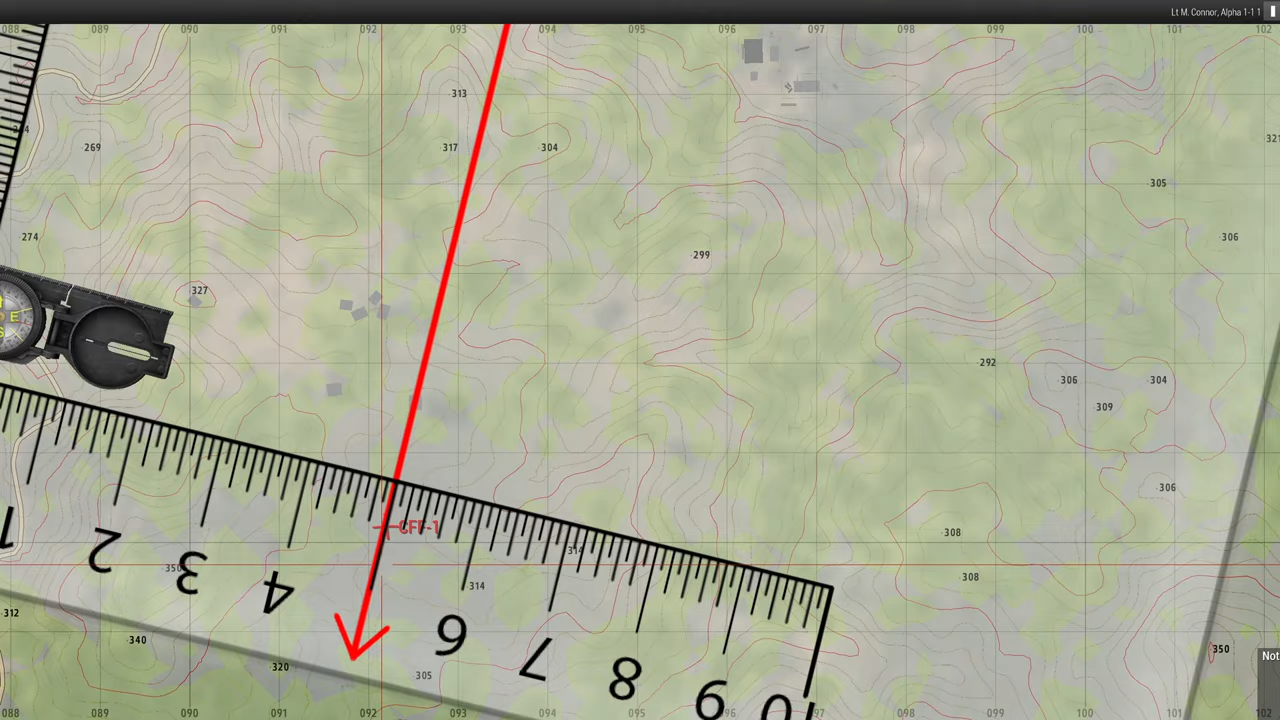 Lt M. Connor, Alpha 1-1 1
088 089 090 091 093 094 095 096 097 098 099 100 101 102
313
269 317 304
321
305
274 306
299
327
E
S
292
306 304
309
306
CFF-1
308
314
350
308
314
1 2 3 4 6 7 8 9 10
312
340
350
Not
320
305
088 089 090 091 092 093 094 095 096 097 098 099 100 101 102